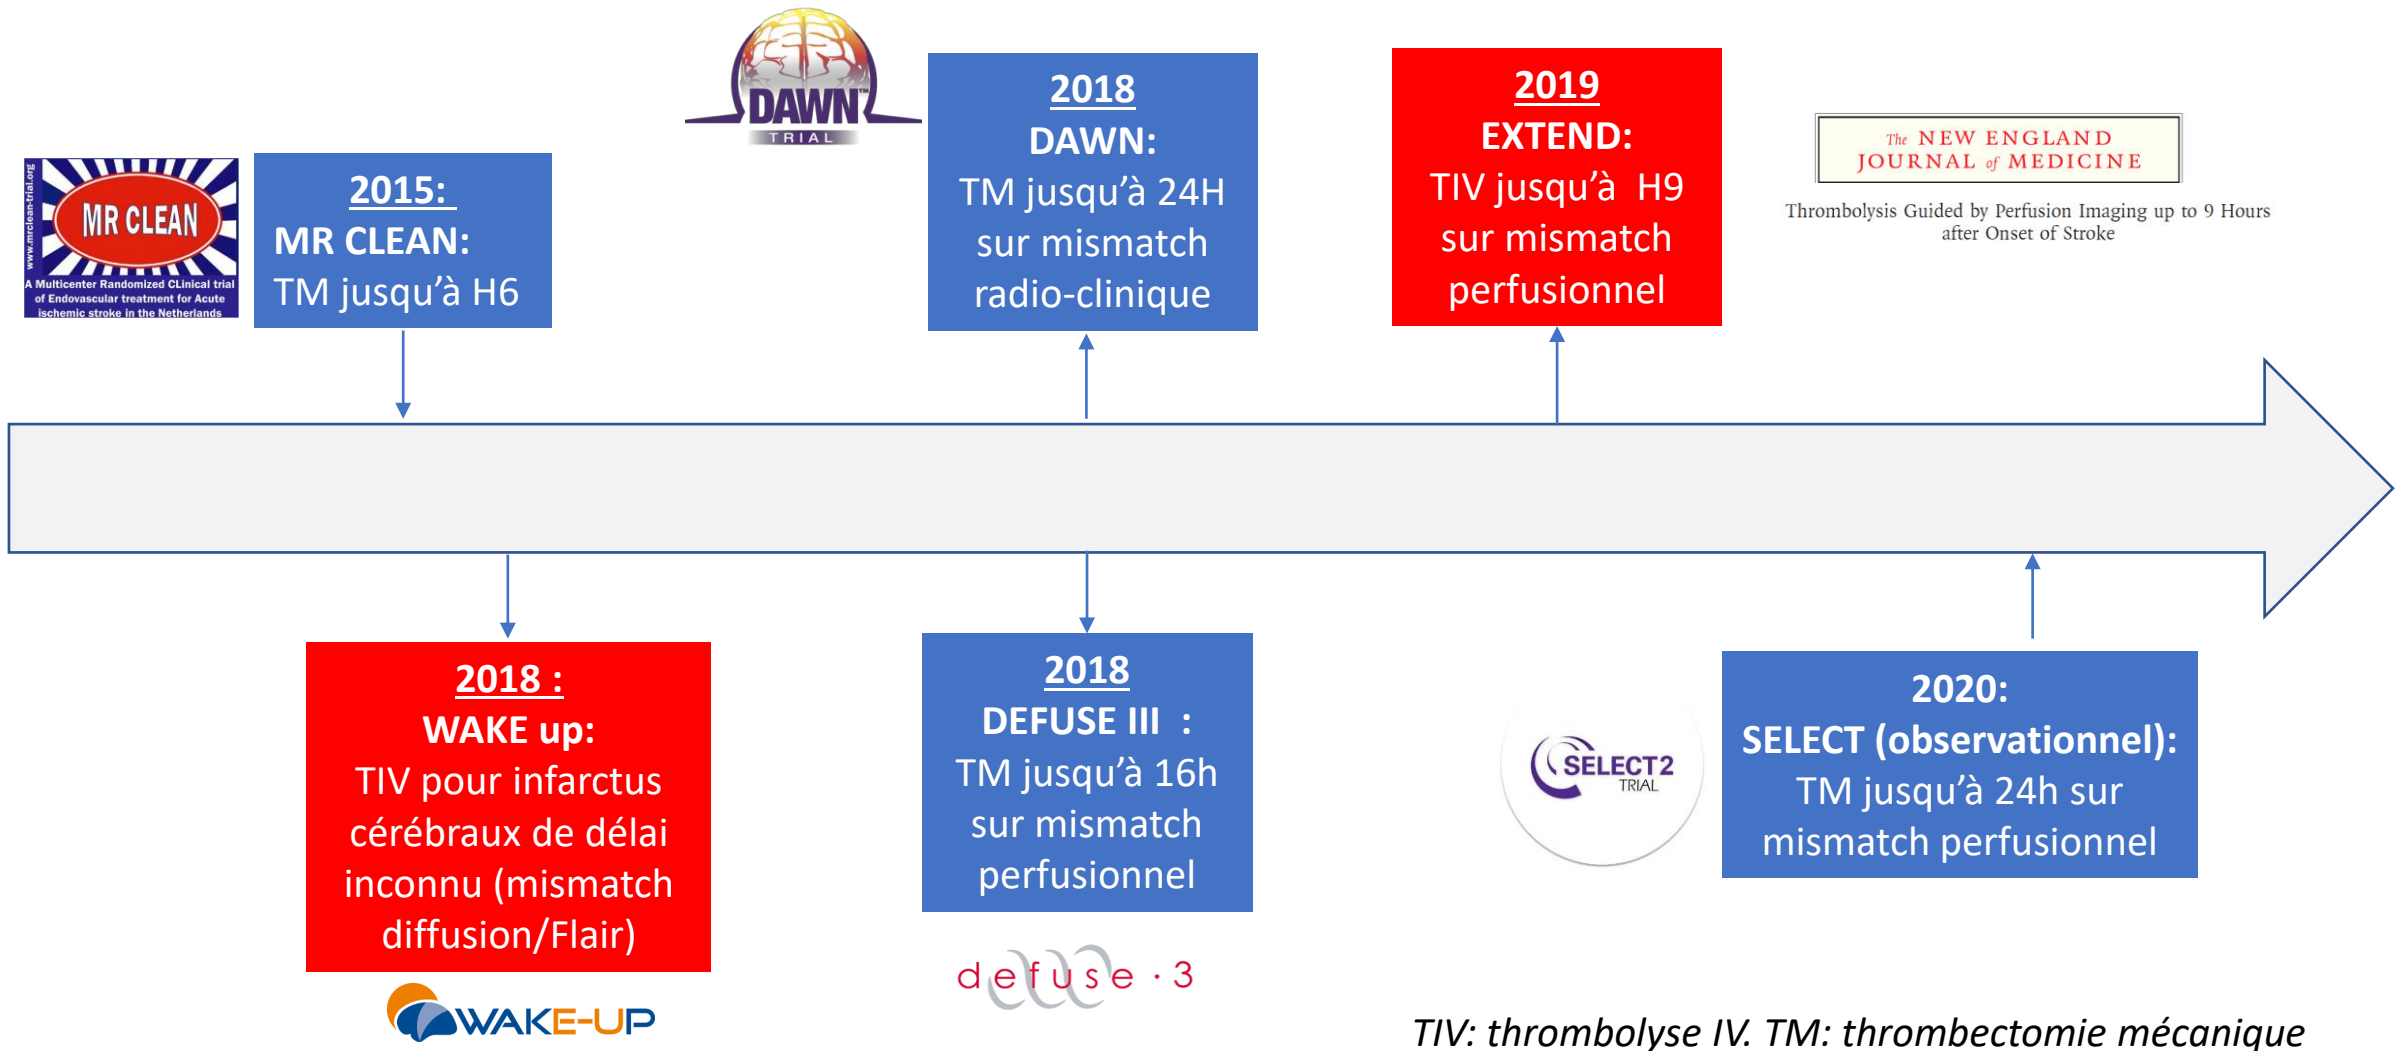 DAWN™
TRIAL
2018
DAWN:
TM jusqu'à 24H
sur mismatch
radio-clinique
2019
EXTEND:
TIV jusqu'à  H9
sur mismatch
perfusionnel
The NEW ENGLAND
JOURNAL of MEDICINE
Thrombolysis Guided by Perfusion Imaging up to 9 Hours
after Onset of Stroke
www.mrclean-trial.org
MR CLEAN
A Multicenter Randomized CLinical trial
of Endovascular treatment for Acute
ischemic stroke in the Netherlands
2015:
MR CLEAN:
TM jusqu'à H6
2018 :
WAKE up:
TIV pour infarctus
cérébraux de délai
inconnu (mismatch
diffusion/Flair)
WAKE-UP
2018
DEFUSE III  :
TM jusqu'à 16h
sur mismatch
perfusionnel
defuse · 3
SELECT2
TRIAL
2020:
SELECT (observationnel):
TM jusqu'à 24h sur
mismatch perfusionnel
TIV: thrombolyse IV. TM: thrombectomie mécanique